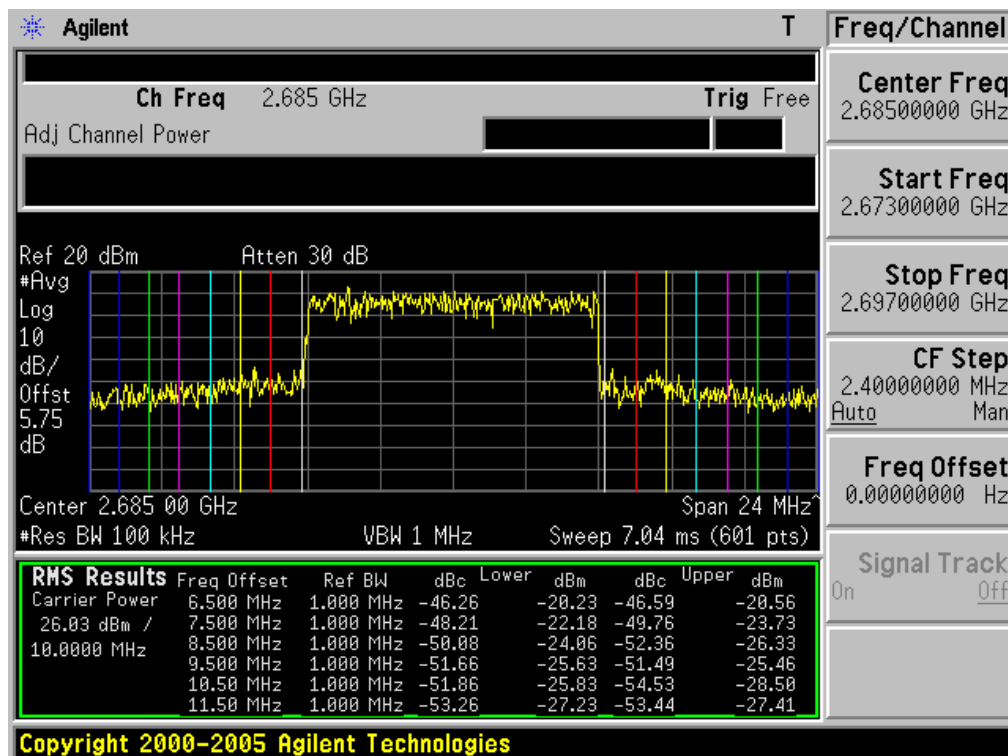 Agilent T
Freq/Channel
Ch Freq 2.685 GHz Trig Free
Adj Channel Power
Center Freq
2.68500000 GHz
Start Freq
2.67300000 GHz
Stop Freq
2.69700000 GHz
CF Step
2.40000000 MHz
Auto Man
Freq Offset
0.00000000 Hz
Signal Track
On Off
Ref 20 dBm Atten 30 dB
#Avg
Log
10
dB/
Offst
5.75
dB
Center 2.685 00 GHz Span 24 MHz^
#Res BW 100 kHz VBW 1 MHz Sweep 7.04 ms (601 pts)
RMS Results Freq Offset Ref BW dBc Lower dBm dBc Upper dBm
Carrier Power 6.500 MHz 1.000 MHz -46.26 -20.23 -46.59 -20.56
26.03 dBm / 7.500 MHz 1.000 MHz -48.21 -22.18 -49.76 -23.73
10.0000 MHz 8.500 MHz 1.000 MHz -50.08 -24.06 -52.36 -26.33
9.500 MHz 1.000 MHz -51.66 -25.63 -51.49 -25.46
10.50 MHz 1.000 MHz -51.86 -25.83 -54.53 -28.50
11.50 MHz 1.000 MHz -53.26 -27.23 -53.44 -27.41
Copyright 2000-2005 Agilent Technologies